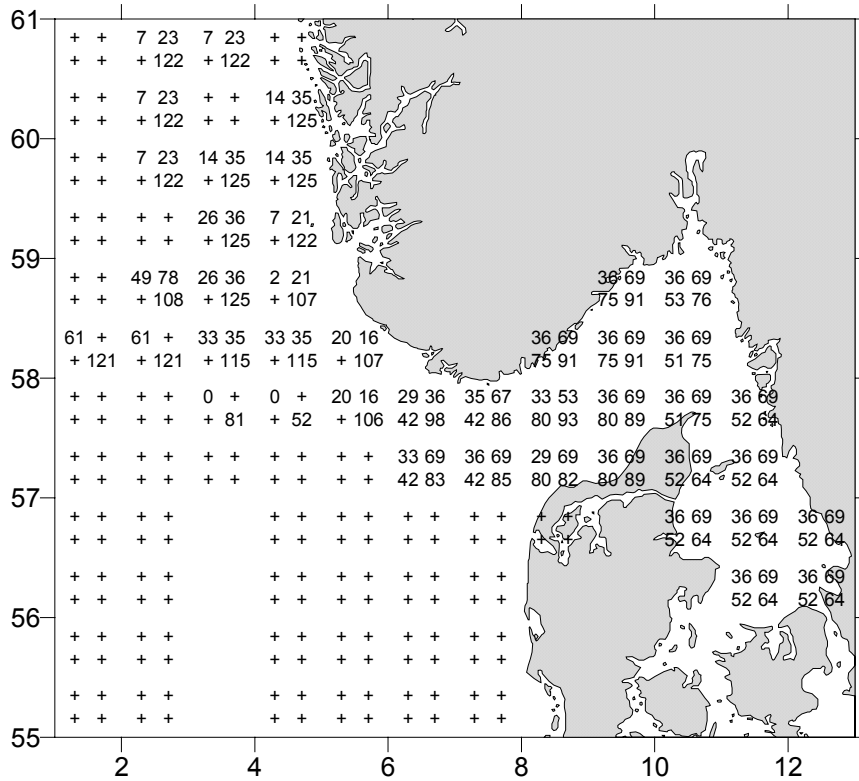 61
+ + 7 23 7 23 + +
+ + + 122 + 122 + +
+ + 7 23 + + 14 35
+ + + 122 + + + 125
60
+ + 7 23 14 35 14 35
+ + + 122 + 125 + 125
+ + + + 26 36 7 21
+ + + + + 125 + 122
59
+ + 49 78 26 36 2 21 36 69 36 69
+ + + 108 + 125 + 107 75 91 53 76
61 + 61 + 33 35 33 35 20 16 36 69 36 69 36 69
+ 121 + 121 + 115 + 115 + 107 75 91 75 91 51 75
58
+ + + + 0 + 0 + 20 16 29 36 35 67 33 53 36 69 36 69 36 69
+ + + + + 81 + 52 + 106 42 98 42 86 80 93 80 89 51 75 52 64
+ + + + + + + + + + 33 69 36 69 29 69 36 69 36 69 36 69
+ + + + + + + + + + 42 83 42 85 80 82 80 89 52 64 52 64
57
+ + + + + + + + + + + + + + 36 69 36 69 36 69
+ + + + + + + + + + + + + + 52 64 52 64 52 64
+ + + + + + + + + + + + 36 69 36 69
+ + + + + + + + + + + + 52 64 52 64
56
+ + + + + + + + + + + +
+ + + + + + + + + + + +
+ + + + + + + + + + + +
+ + + + + + + + + + + +
55
2 4 6 8 10 12